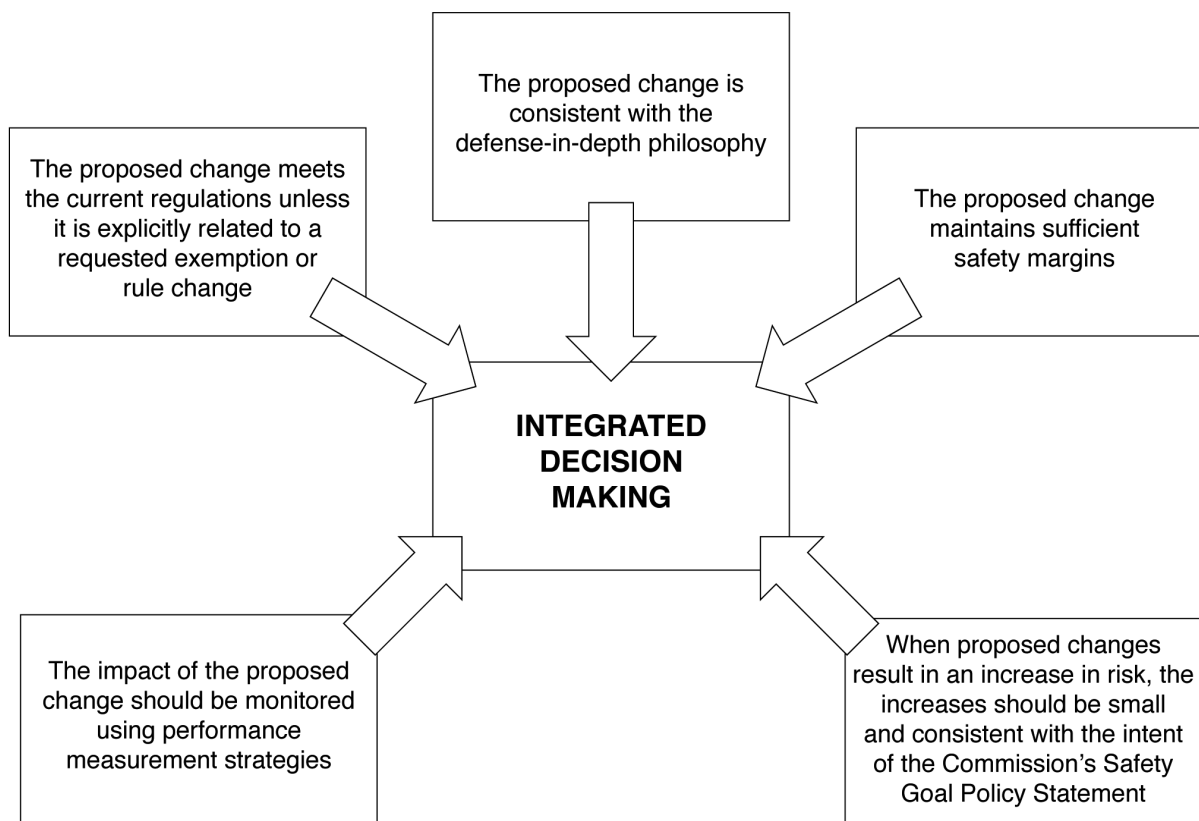 The proposed change is
consistent with the
defense-in-depth philosophy
The proposed change meets
the current regulations unless
it is explicitly related to a
requested exemption or
rule change
The proposed change
maintains sufficient
safety margins
INTEGRATED
DECISION
MAKING
The impact of the proposed
change should be monitored
using performance
measurement strategies
When proposed changes
result in an increase in risk, the
increases should be small
and consistent with the intent
of the Commission’s Safety
Goal Policy Statement